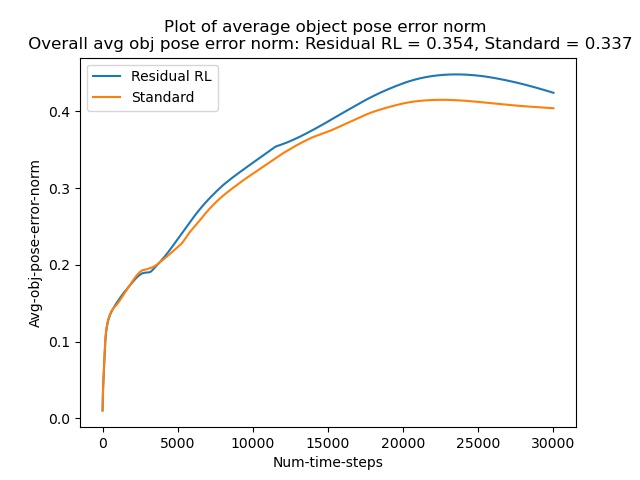 Plot of average object pose error norm
Overall avg obj pose error norm: Residual RL = 0.354, Standard = 0.337
Residual RL
Standard
Avg-obj-pose-error-norm
0.4
0.3
0.2
0.1
0.0
0 5000 10000 15000 20000 25000 30000
Num-time-steps